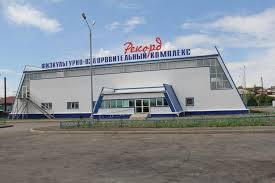 Рекорд
ФИЗКУЛЬТУРНО-ОЗДОРОВИТЕЛЬНЫЙ КОМПЛЕКС